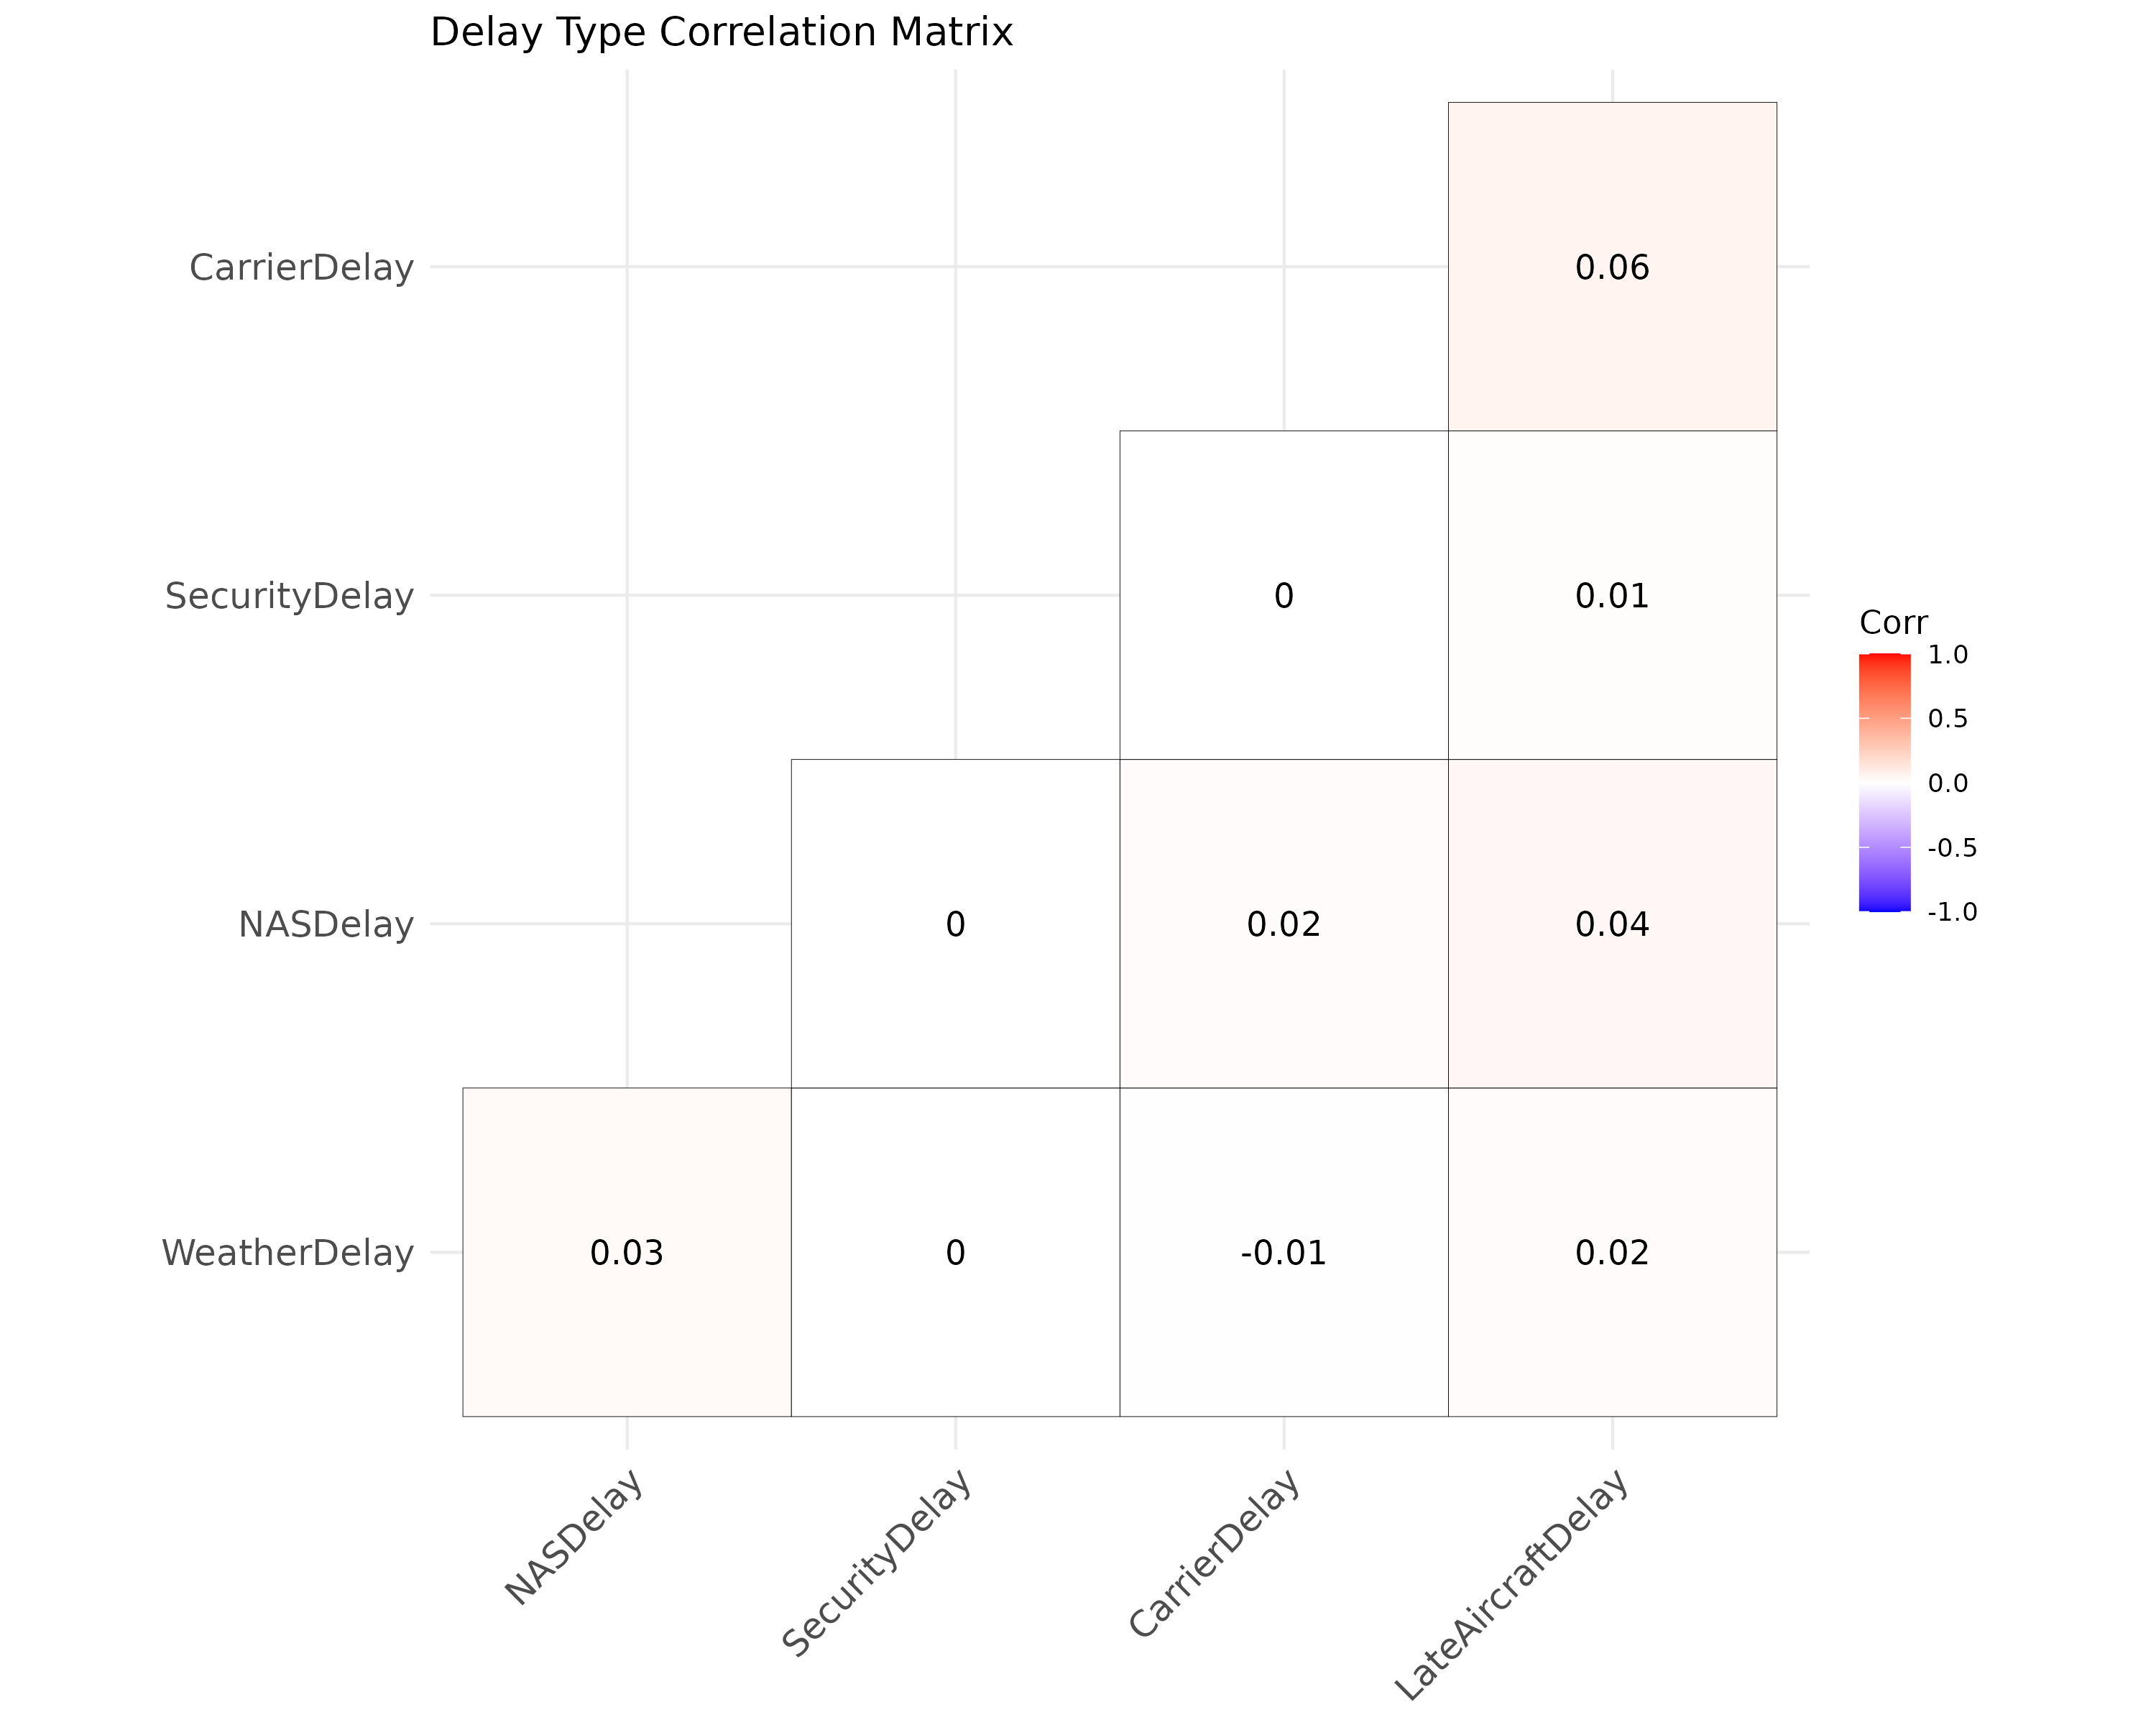 Delay Type Correlation Matrix
CarrierDelay
0.06
SecurityDelay
0
0.01
NASDelay
0
0.02
0.04
WeatherDelay
0.03
0
-0.01
0.02
NASDelay
SecurityDelay
CarrierDelay
LateAircraftDelay
Corr
1.0
0.5
0.0
-0.5
-1.0